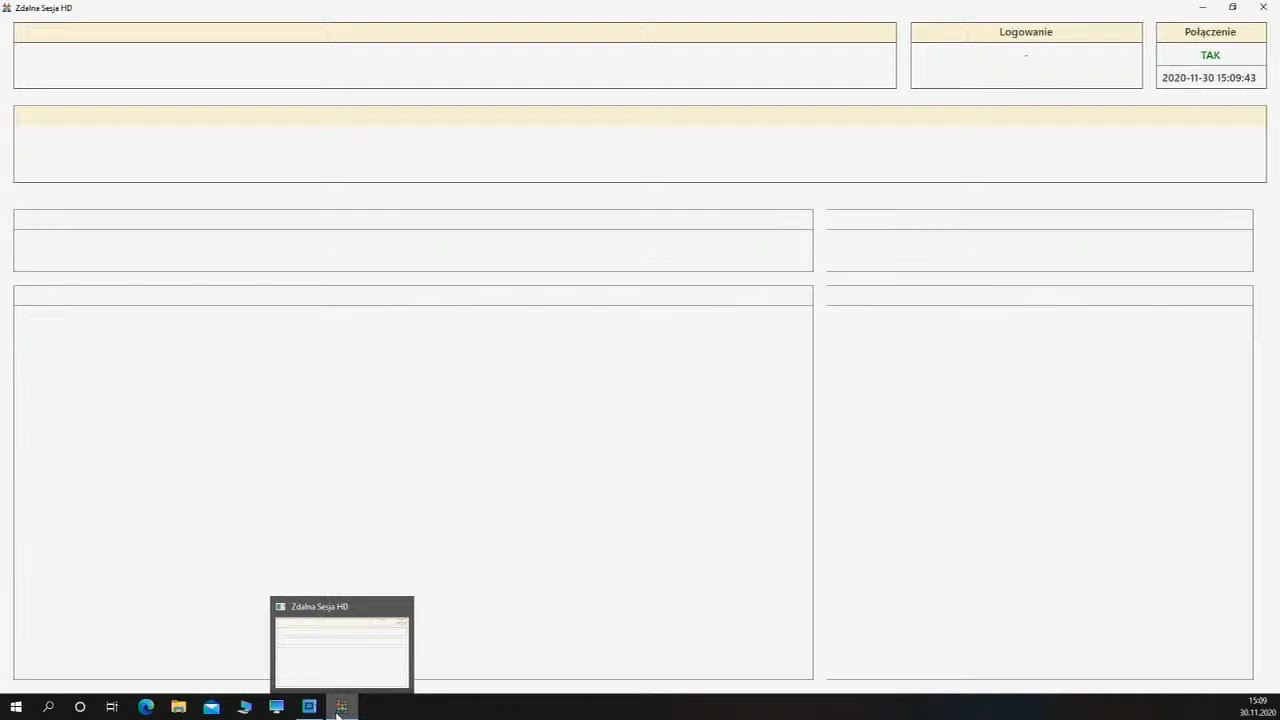 Zdalna Sesja HD
Logowanie
-
Połączenie
TAK
2020-11-30 15:09:43
Zdalna Sesja HD
15:09
30.11.2020